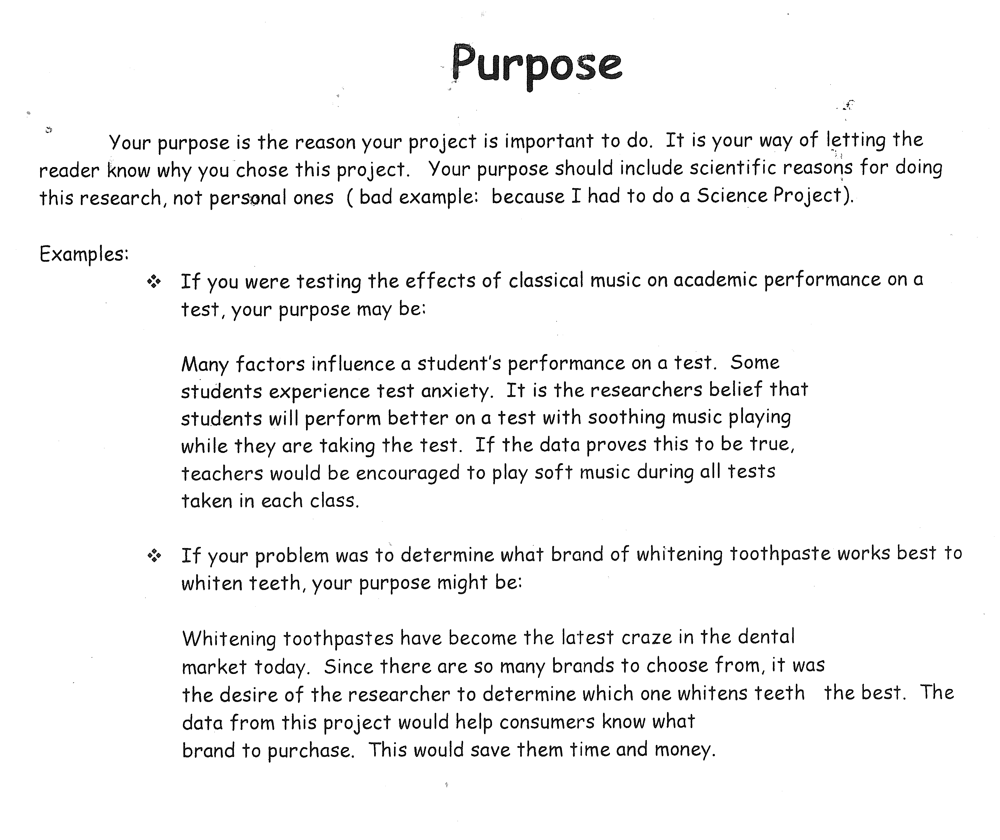 Purpose
Your purpose is the reason your project is important to do.  It is your way of letting the
reader know why you chose this project.   Your purpose should include scientific reasons for doing
this research, not personal ones  ( bad example:  because I had to do a Science Project).
Examples:
❖ If you were testing the effects of classical music on academic performance on a
test, your purpose may be:
Many factors influence a student's performance on a test.  Some
students experience test anxiety.  It is the researchers belief that
students will perform better on a test with soothing music playing
while they are taking the test.  If the data proves this to be true,
teachers would be encouraged to play soft music during all tests
taken in each class.
❖ If your problem was to determine what brand of whitening toothpaste works best to
whiten teeth, your purpose might be:
Whitening toothpastes have become the latest craze in the dental
market today.  Since there are so many brands to choose from, it was
the desire of the researcher to determine which one whitens teeth   the best.  The
data from this project would help consumers know what
brand to purchase.  This would save them time and money.